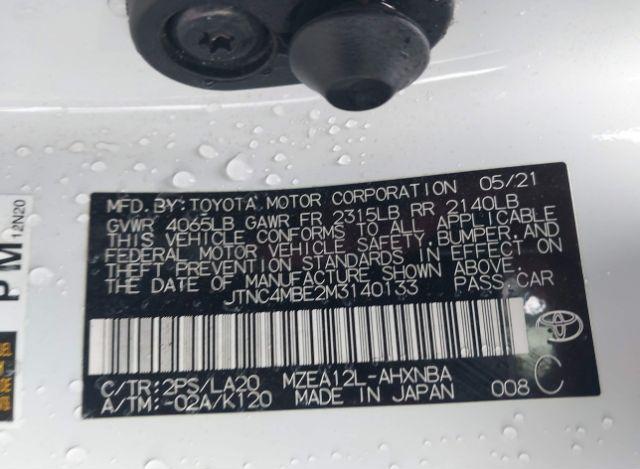 MFD. BY: TOYOTA MOTOR CORPORATION 05/21
GVWR 4065LB GAWR FR 2315LB RR 2140LB
THIS VEHICLE CONFORMS TO ALL APPLICABLE
FEDERAL MOTOR VEHICLE SAFETY, BUMPER, AND
THEFT PREVENTION STANDARDS IN EFFECT ON
THE DATE OF MANUFACTURE SHOWN ABOVE.
JTNC4MBE2M3140133 PASS. CAR
C/TR: 2PS/LA20 MZEA12L-AHXNBA
A/TM: -02A/K120 MADE IN JAPAN 008 C
PM
12N20